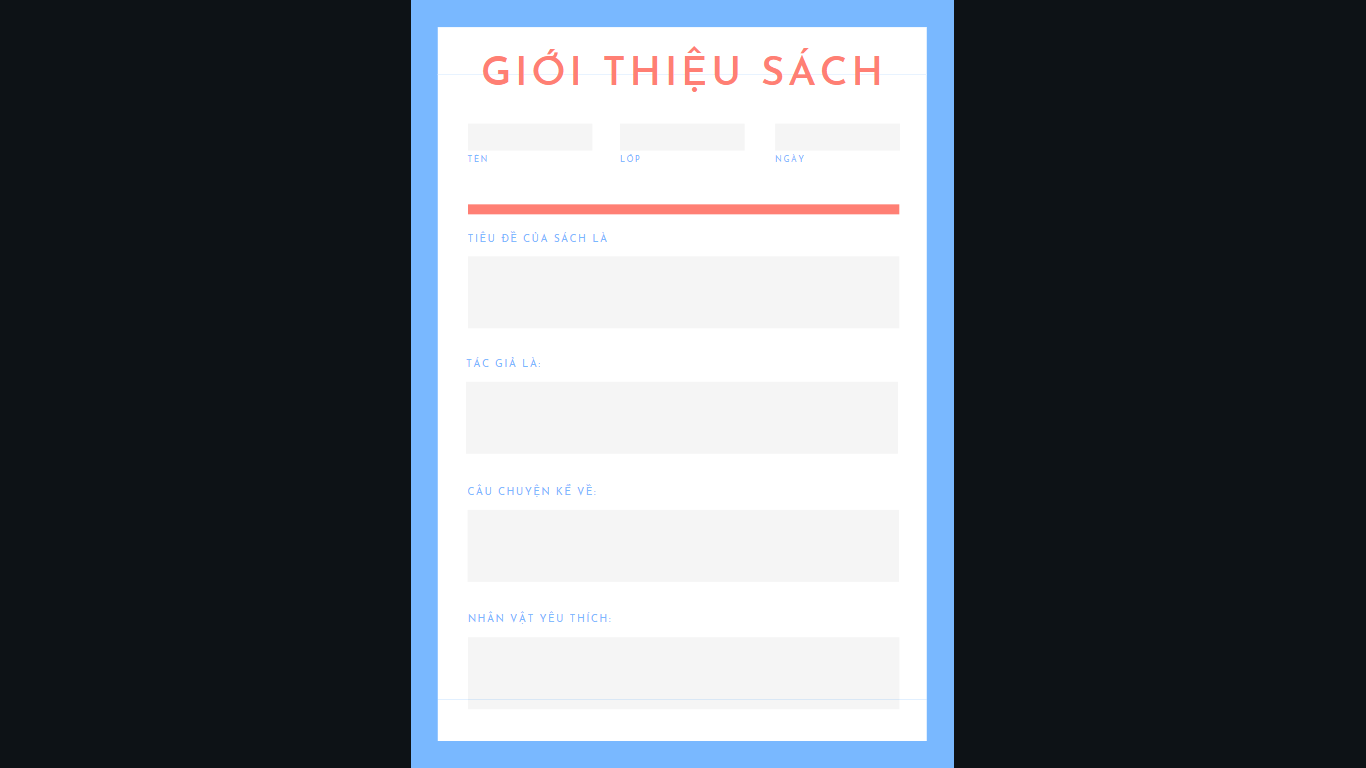 GIỚI THIỆU SÁCH
TÊN
LỚP
NGÀY
TIÊU ĐỀ CỦA SÁCH LÀ
TÁC GIẢ LÀ:
CÂU CHUYỆN KỂ VỀ:
NHÂN VẬT YÊU THÍCH: